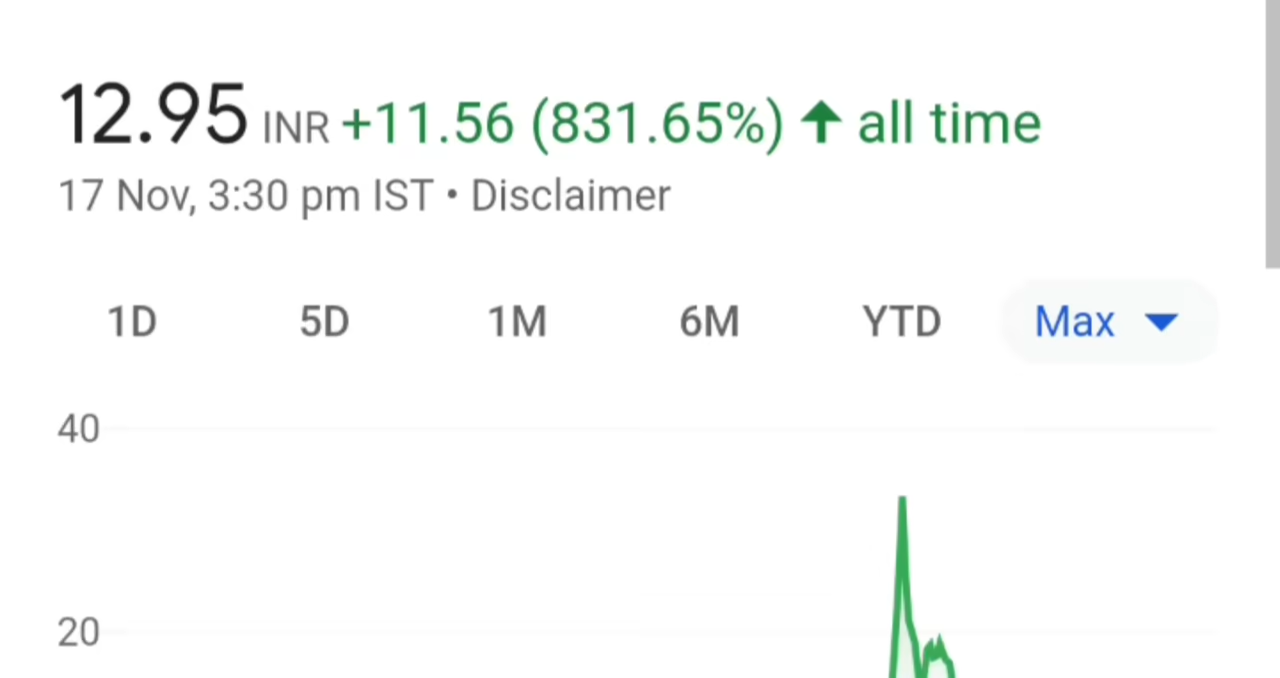 12.95 INR +11.56 (831.65%) ↑ all time
17 Nov, 3:30 pm IST • Disclaimer
1D 5D 1M 6M YTD Max
40
20